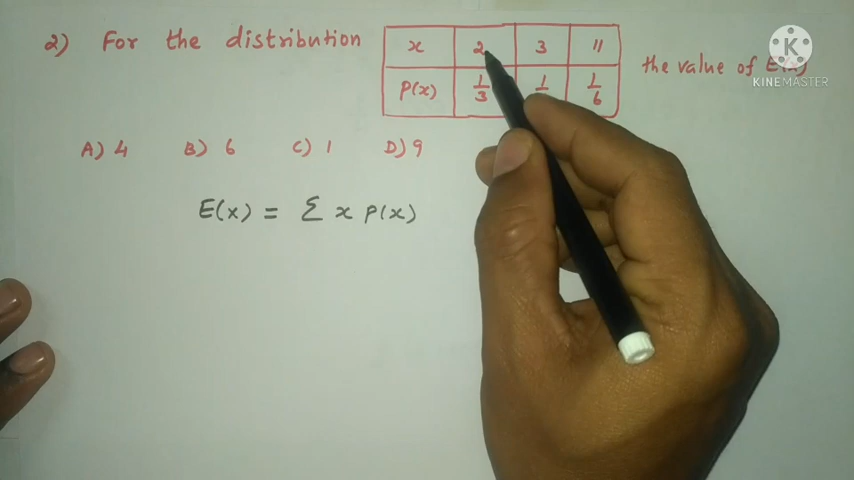 2) For the distribution
x 2 3 11
P(x) 1/3 1/ 1/6
the value of E(x)
K
KINEMASTER
A) 4 B) 6 C) 1 D) 9
E(x) = Σ x P(x)